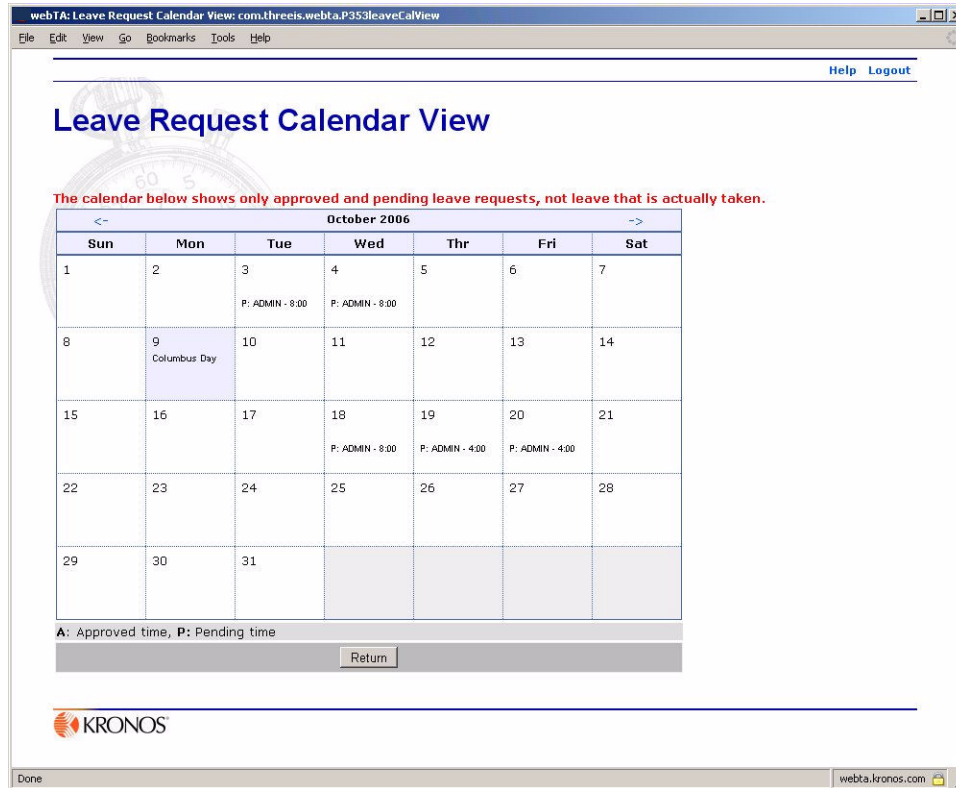 webTA: Leave Request Calendar View: com.threeis.webta.P353leaveCalView
File Edit View Go Bookmarks Tools Help
Help Logout
Leave Request Calendar View
60 5
The calendar below shows only approved and pending leave requests, not leave that is actually taken.
<- October 2006 ->
Sun Mon Tue Wed Thr Fri Sat
1 2 3 4 5 6 7
P: ADMIN - 8:00 P: ADMIN - 8:00
8 9 10 11 12 13 14
Columbus Day
15 16 17 18 19 20 21
P: ADMIN - 8:00 P: ADMIN - 4:00 P: ADMIN - 4:00
22 23 24 25 26 27 28
29 30 31
A: Approved time, P: Pending time
Return
KRONOS
Done webta.kronos.com